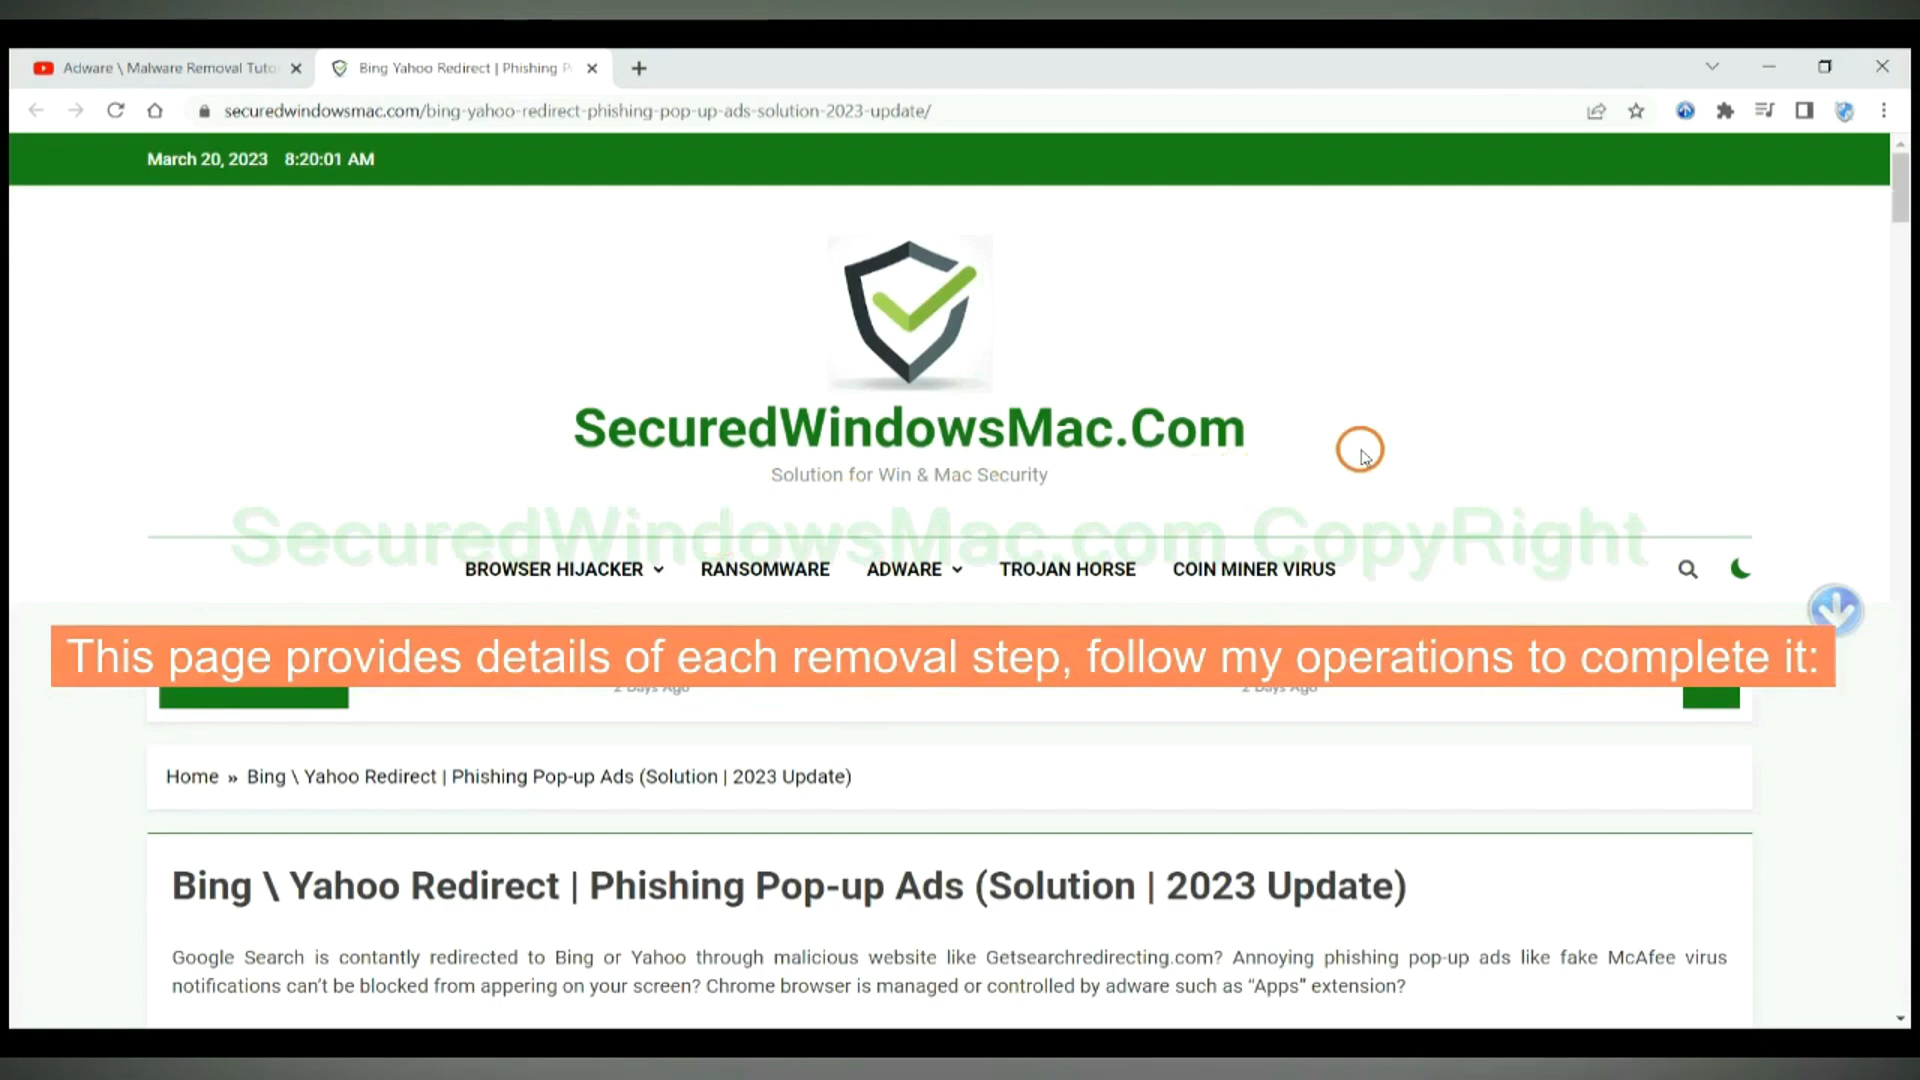 Adware \ Malware Removal Tuto
Bing Yahoo Redirect | Phishing P
securedwindowsmac.com/bing-yahoo-redirect-phishing-pop-up-ads-solution-2023-update/
March 20, 2023 8:20:01 AM
SecuredWindowsMac.Com
Solution for Win & Mac Security
SecuredWindowsMac.com CopyRight
BROWSER HIJACKER RANSOMWARE ADWARE TROJAN HORSE COIN MINER VIRUS
This page provides details of each removal step, follow my operations to complete it:
2 Days Ago 2 Days Ago
Home » Bing \ Yahoo Redirect | Phishing Pop-up Ads (Solution | 2023 Update)
Bing \ Yahoo Redirect | Phishing Pop-up Ads (Solution | 2023 Update)
Google Search is contantly redirected to Bing or Yahoo through malicious website like Getsearchredirecting.com? Annoying phishing pop-up ads like fake McAfee virus
notifications can't be blocked from appering on your screen? Chrome browser is managed or controlled by adware such as “Apps” extension?